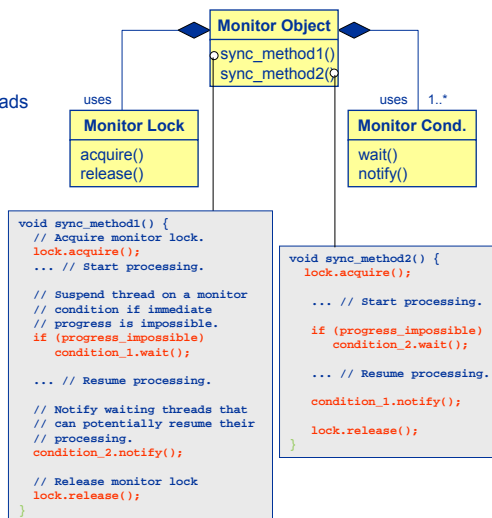 Monitor Object
sync_method1()
sync_method2()
ads
uses
uses 1..*
Monitor Lock
acquire()
release()
Monitor Cond.
wait()
notify()
void sync_method1() {
// Acquire monitor lock.
lock.acquire();
... // Start processing.
// Suspend thread on a monitor
// condition if immediate
// progress is impossible.
if (progress_impossible)
condition_1.wait();
... // Resume processing.
// Notify waiting threads that
// can potentially resume their
// processing.
condition_2.notify();
// Release monitor lock
lock.release();
}
void sync_method2() {
lock.acquire();
... // Start processing.
if (progress_impossible)
condition_2.wait();
... // Resume processing.
condition_1.notify();
lock.release();
}